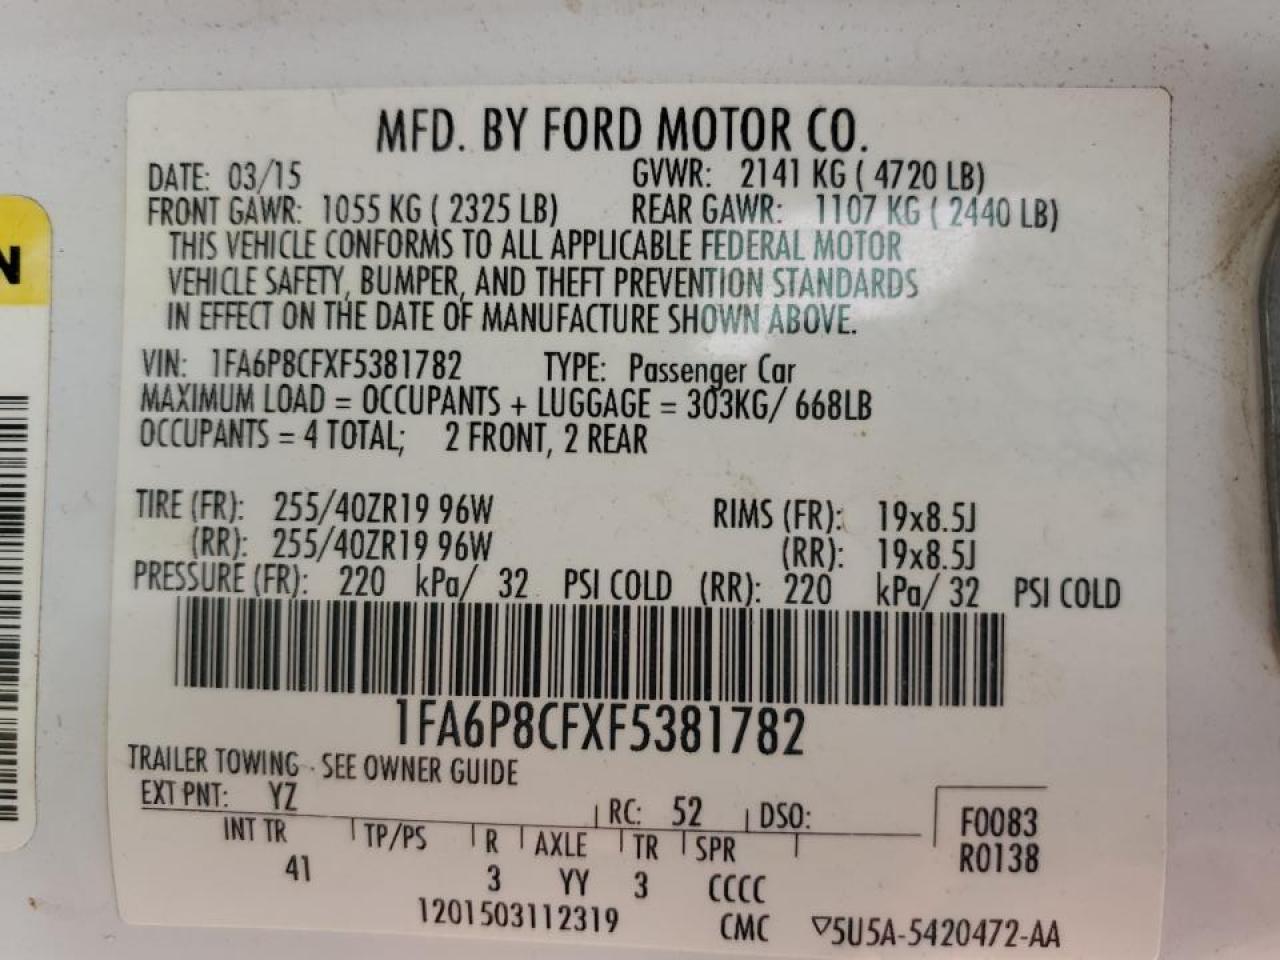 N
MFD. BY FORD MOTOR CO.
DATE: 03/15 GVWR: 2141 KG ( 4720 LB)
FRONT GAWR: 1055 KG ( 2325 LB) REAR GAWR: 1107 KG ( 2440 LB)
THIS VEHICLE CONFORMS TO ALL APPLICABLE FEDERAL MOTOR
VEHICLE SAFETY, BUMPER, AND THEFT PREVENTION STANDARDS
IN EFFECT ON THE DATE OF MANUFACTURE SHOWN ABOVE.
VIN: 1FA6P8CFXF5381782 TYPE: Passenger Car
MAXIMUM LOAD = OCCUPANTS + LUGGAGE = 303KG/ 668LB
OCCUPANTS = 4 TOTAL; 2 FRONT, 2 REAR
TIRE (FR): 255/40ZR19 96W RIMS (FR): 19x8.5J
(RR): 255/40ZR19 96W (RR): 19x8.5J
PRESSURE (FR): 220 kPa/ 32 PSI COLD (RR): 220 kPa/ 32 PSI COLD
1FA6P8CFXF5381782
TRAILER TOWING - SEE OWNER GUIDE
EXT PNT: YZ RC: 52 DSO: F0083
INT TR TP/PS R AXLE TR SPR R0138
41 3 YY 3 CCCC
1201503112319 CMC ▽5U5A-5420472-AA